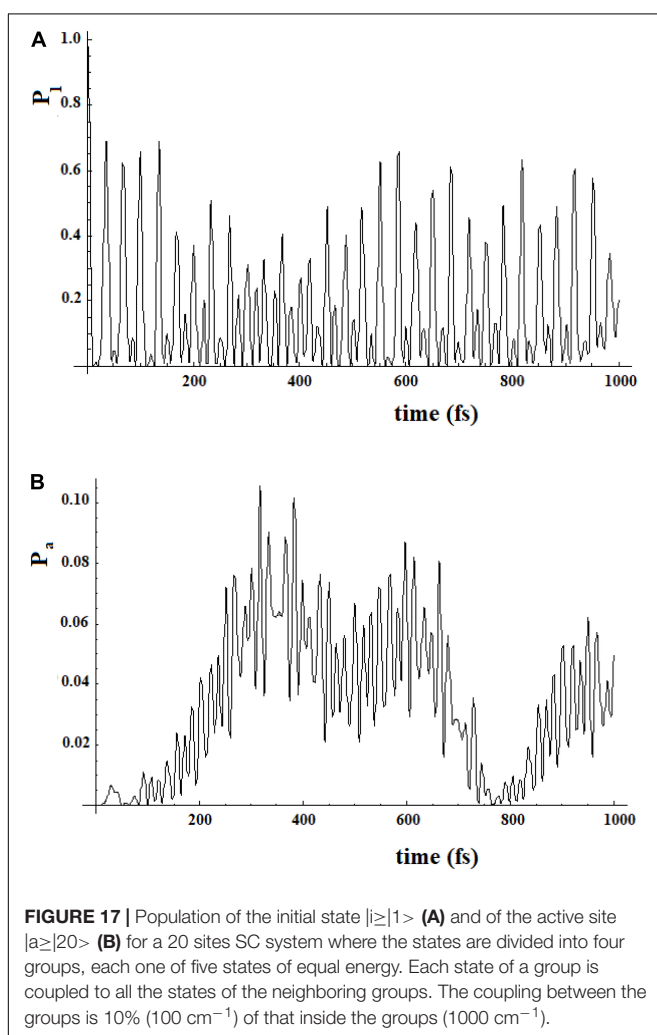 A
1.0
0.8
P1
0.6
0.4
0.2
200
400
600
800
1000
time (fs)
B
0.10
0.08
Pa
0.06
0.04
0.02
200
400
600
800
1000
time (fs)
FIGURE 17 | Population of the initial state |i≥|1> (A) and of the active site
|a≥|20> (B) for a 20 sites SC system where the states are divided into four
groups, each one of five states of equal energy. Each state of a group is
coupled to all the states of the neighboring groups. The coupling between the
groups is 10% (100 cm⁻¹) of that inside the groups (1000 cm⁻¹).